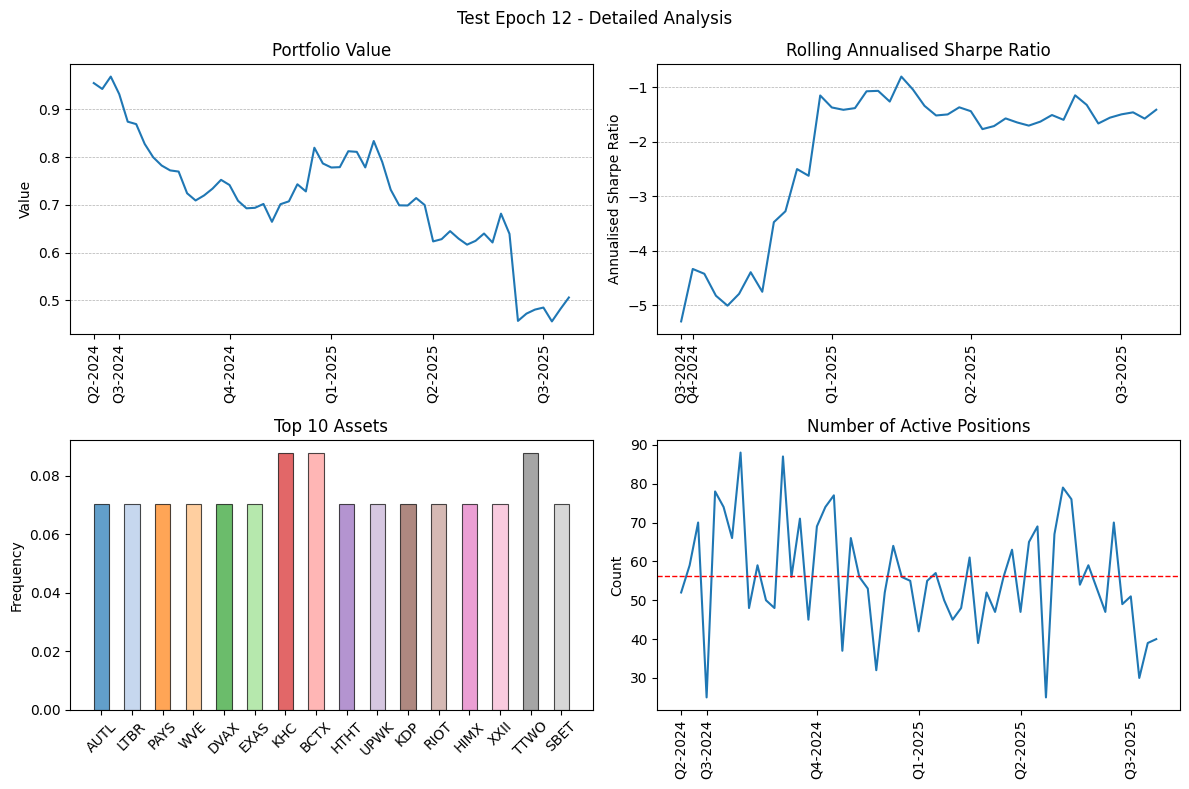 Test Epoch 12 - Detailed Analysis
Portfolio Value
Value
0.9
0.8
0.7
0.6
0.5
Q2-2024
Q3-2024
Q4-2024
Q1-2025
Q2-2025
Q3-2025
Rolling Annualised Sharpe Ratio
Annualised Sharpe Ratio
−1
−2
−3
−4
−5
Q3-2024
Q4-2024
Q1-2025
Q2-2025
Q3-2025
Top 10 Assets
Frequency
0.08
0.06
0.04
0.02
0.00
AUTL
LTBR
PAYS
WVE
DVAX
EXAS
KHC
BCTX
HTHT
UPWK
KDP
RIOT
HIMX
XXII
TTWO
SBET
Number of Active Positions
Count
90
80
70
60
50
40
30
Q2-2024
Q3-2024
Q4-2024
Q1-2025
Q2-2025
Q3-2025